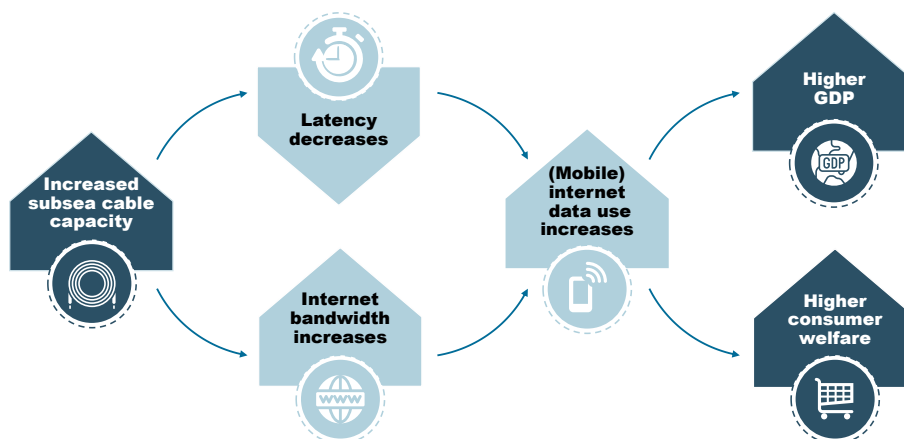 Increased
subsea cable
capacity
Latency
decreases
Internet
bandwidth
increases
www
(Mobile)
internet
data use
increases
Higher
GDP
GDP
Higher
consumer
welfare